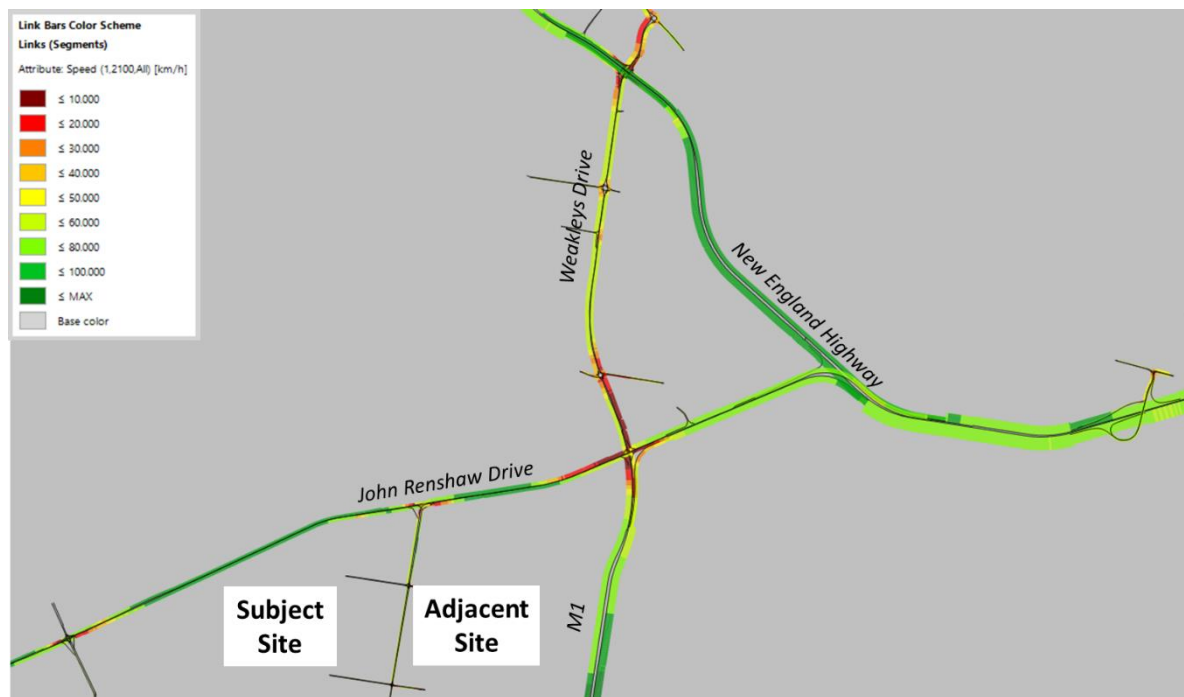 Link Bars Color Scheme
Links (Segments)
Attribute: Speed (1,2100,All) [km/h]
≤ 10.000
≤ 20.000
≤ 30.000
≤ 40.000
≤ 50.000
≤ 60.000
≤ 80.000
≤ 100.000
≤ MAX
Base color
Weakleys Drive
New England Highway
John Renshaw Drive
Subject
Site
Adjacent
Site
M1